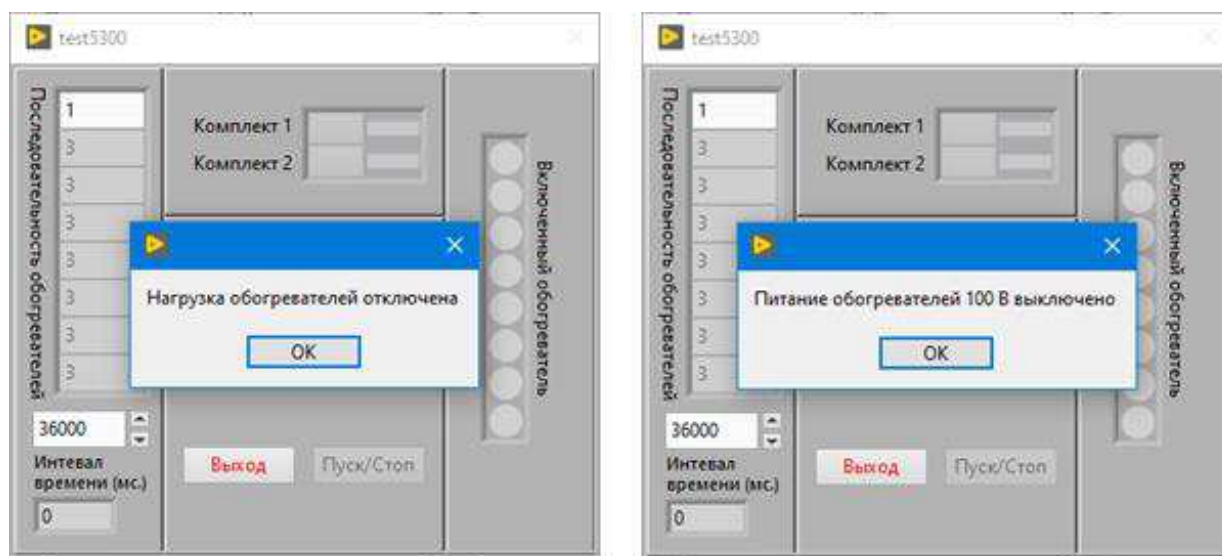 test5300
Последовательность обогревателей
1
3
3
3
3
3
3
3
Комплект 1
Комплект 2
Включенный обогреватель
Нагрузка обогревателей отключена
OK
36000
Интевал
времени (мс.)
0
Выход
Пуск/Стоп
test5300
Последовательность обогревателей
1
3
3
3
3
3
3
3
Комплект 1
Комплект 2
Включенный обогреватель
Питание обогревателей 100 В выключено
OK
36000
Интевал
времени (мс.)
0
Выход
Пуск/Стоп